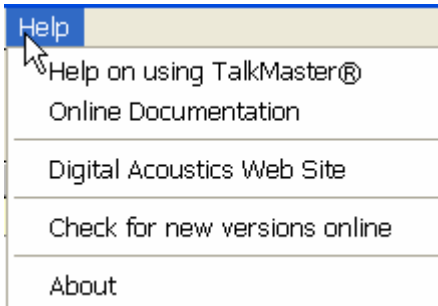 Help
Help on using TalkMaster®
Online Documentation
Digital Acoustics Web Site
Check for new versions online
About